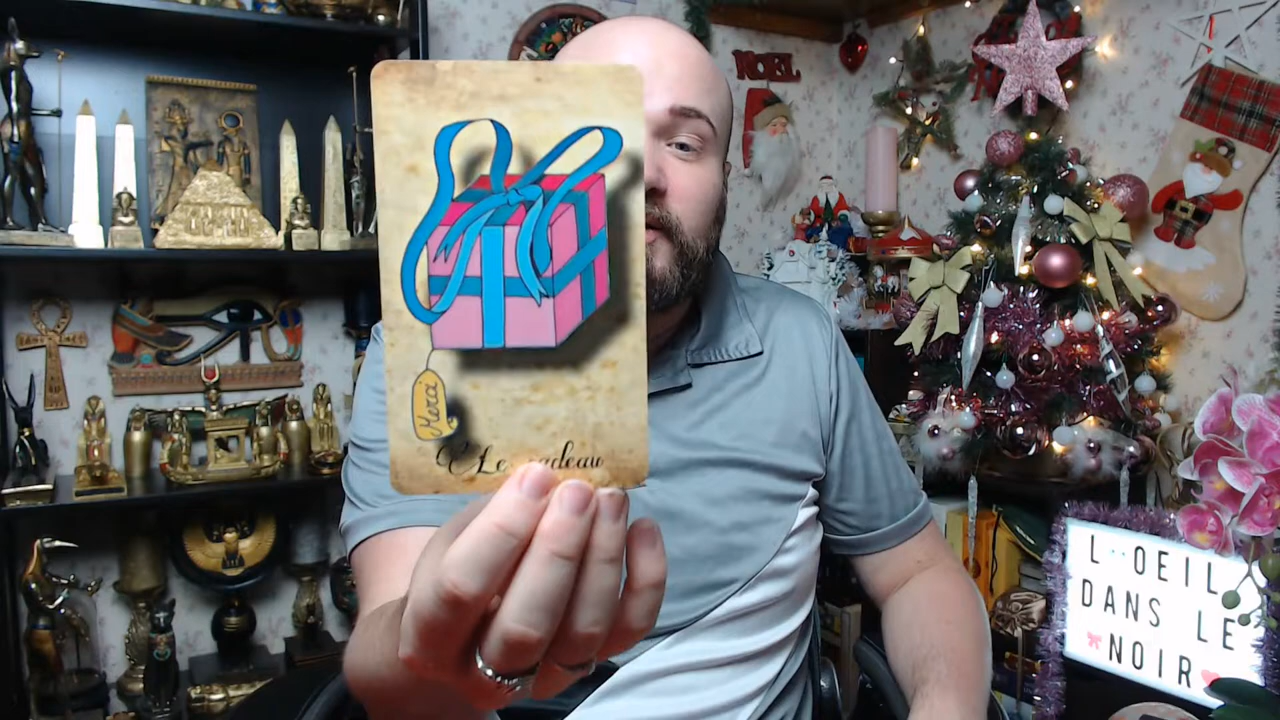 NOEL
Merci
Le cadeau
L'OEIL
DANS LE
NOIR